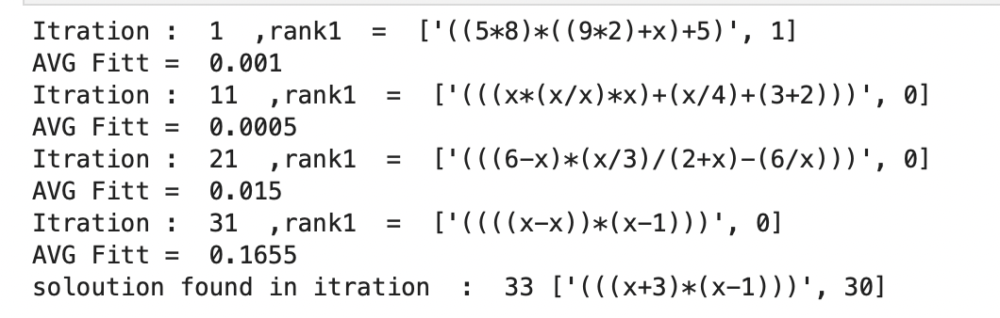 Itration :  1  ,rank1  =  ['((5*8)*((9*2)+x)+5)', 1]
AVG Fitt =  0.001
Itration :  11  ,rank1  =  ['(((x*(x/x)*x)+(x/4)+(3+2)))', 0]
AVG Fitt =  0.0005
Itration :  21  ,rank1  =  ['(((6-x)*(x/3)/(2+x)-(6/x)))', 0]
AVG Fitt =  0.015
Itration :  31  ,rank1  =  ['((((x-x))*(x-1)))', 0]
AVG Fitt =  0.1655
soloution found in itration  :  33 ['(((x+3)*(x-1)))', 30]